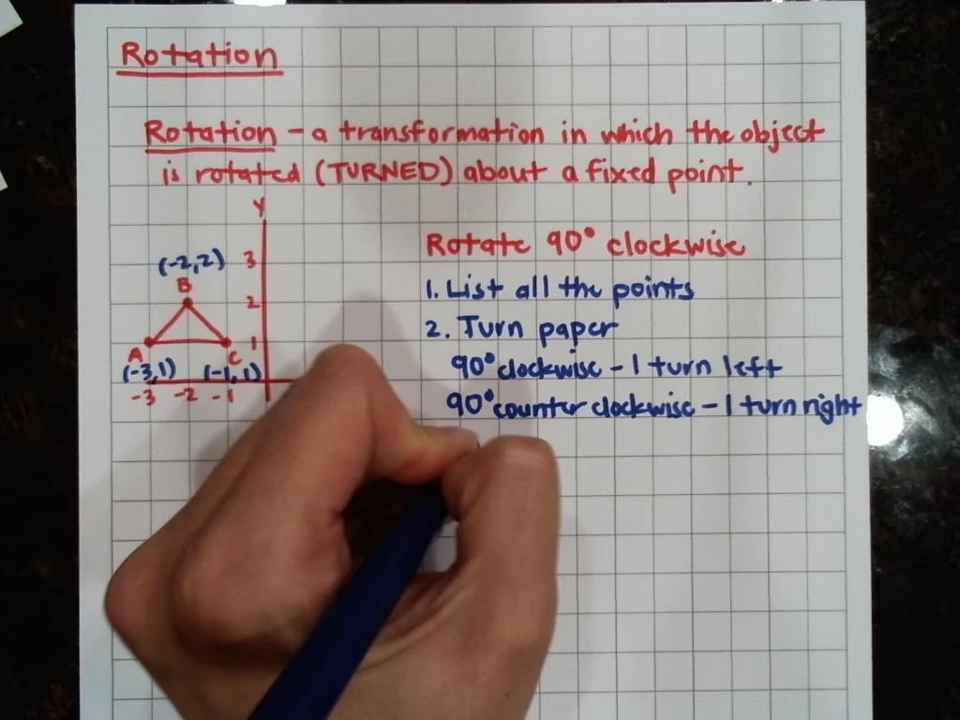 Rotation
Rotation - a transformation in which the object
is rotated (TURNED) about a fixed point.
Y
(-2,2) 3
B
2
1
A C
(-3,1) (-1,1)
-3 -2 -1
Rotate 90° clockwise
1. List all the points
2. Turn paper
90° clockwise - 1 turn left
90° counter clockwise - 1 turn right